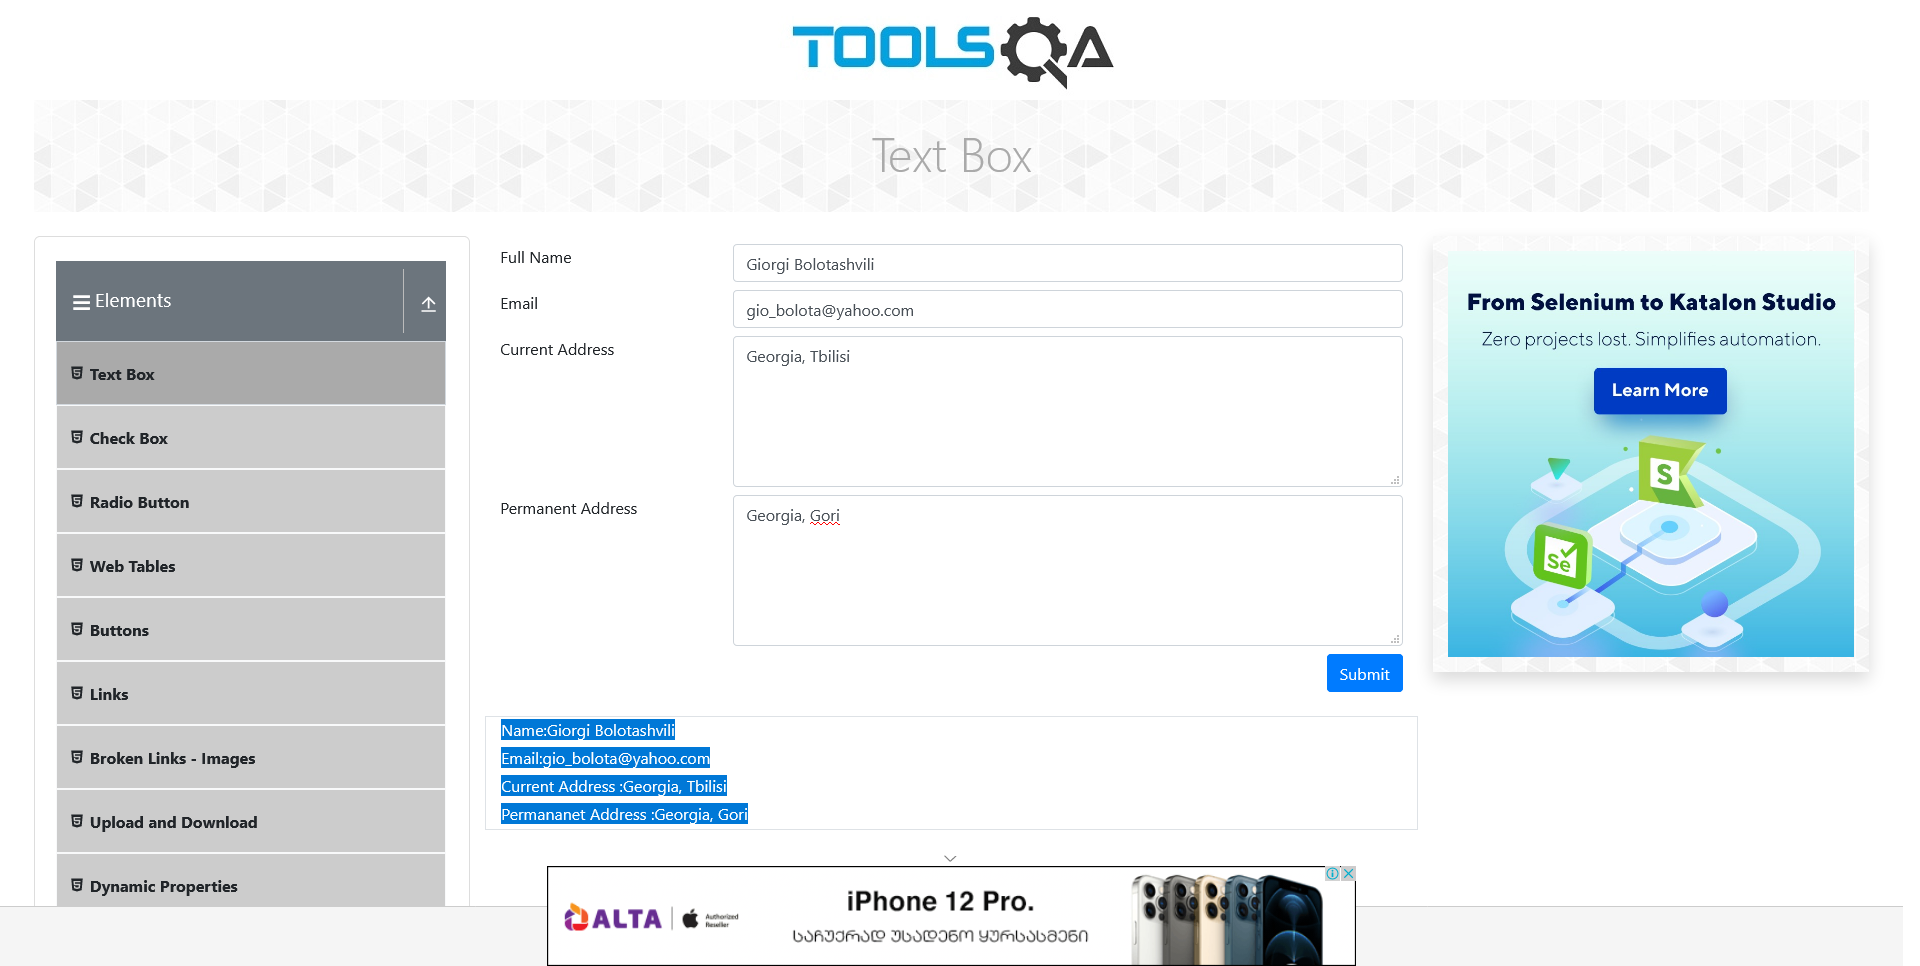 TOOLSQA
Text Box
Elements
Text Box
Check Box
Radio Button
Web Tables
Buttons
Links
Broken Links - Images
Upload and Download
Dynamic Properties
Full Name
Giorgi Bolotashvili
Email
gio_bolota@yahoo.com
Current Address
Georgia, Tbilisi
Permanent Address
Georgia, Gori
Submit
Name:Giorgi Bolotashvili
Email:gio_bolota@yahoo.com
Current Address :Georgia, Tbilisi
Permananet Address :Georgia, Gori
From Selenium to Katalon Studio
Zero projects lost. Simplifies automation.
Learn More
S
Se
ALTA
Authorized
Reseller
iPhone 12 Pro.
საჩუქრად უსადენო ყურსასმენი